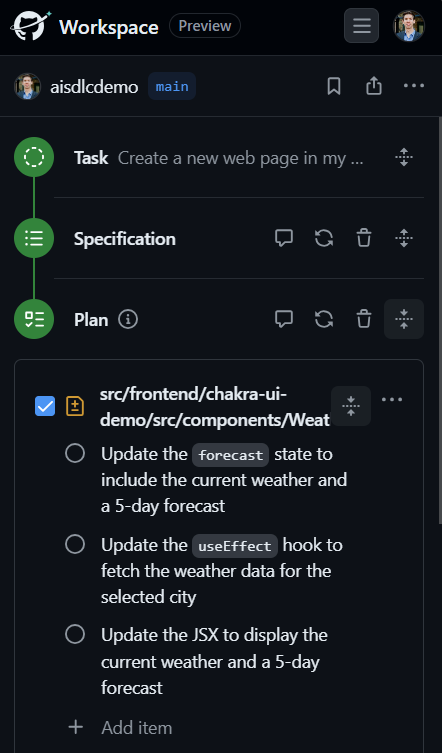 Workspace Preview
aisdlcdemo main
Task Create a new web page in my ...
Specification
Plan
src/frontend/chakra-ui-
demo/src/components/Weat
Update the forecast state to
include the current weather and
a 5-day forecast
Update the useEffect hook to
fetch the weather data for the
selected city
Update the JSX to display the
current weather and a 5-day
forecast
Add item